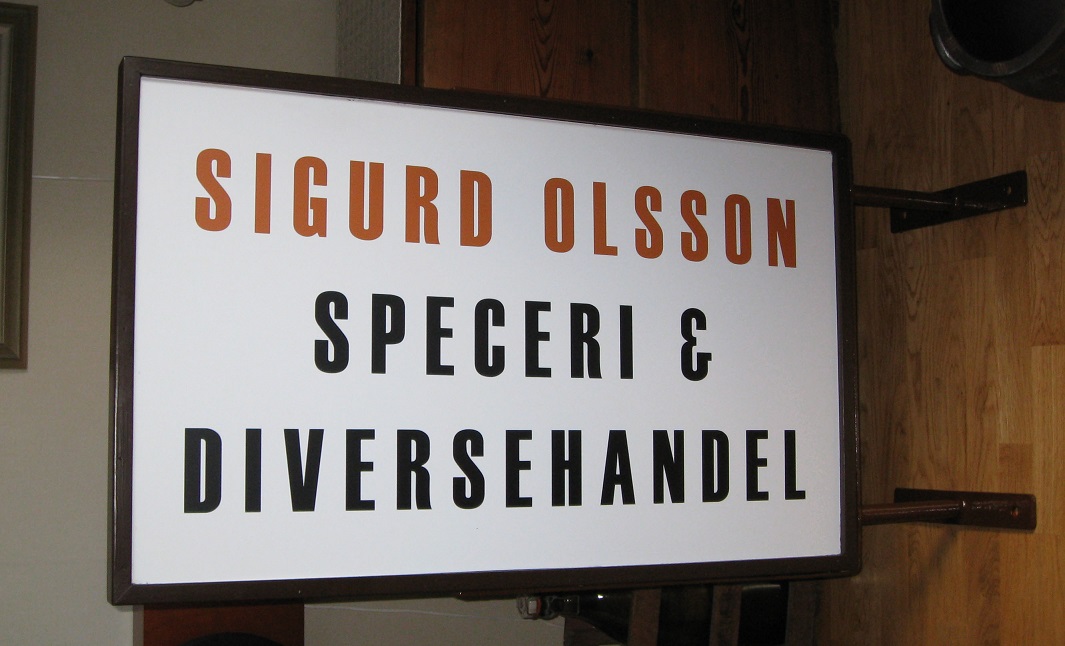 SIGURD OLSSON
SPECERI &
DIVERSEHANDEL